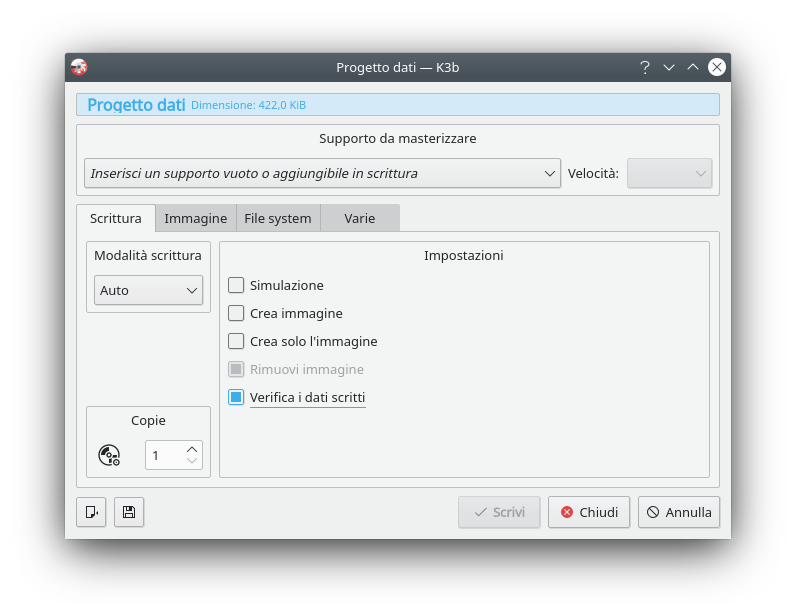 Progetto dati — K3b
Progetto dati Dimensione: 422,0 KiB
Supporto da masterizzare
Inserisci un supporto vuoto o aggiungibile in scrittura Velocità:
Scrittura Immagine File system Varie
Modalità scrittura
Auto
Impostazioni
Simulazione
Crea immagine
Crea solo l'immagine
Rimuovi immagine
Verifica i dati scritti
Copie
1
Scrivi Chiudi Annulla